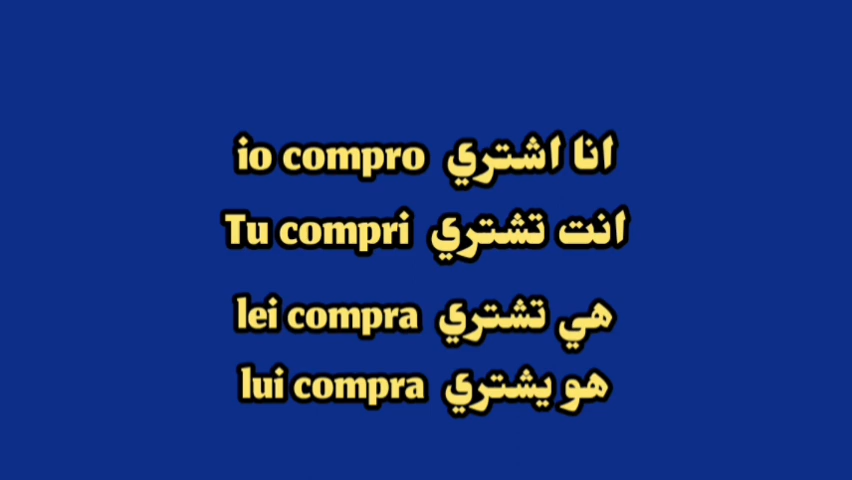 io compro انا اشتري
Tu compri انت تشتري
lei compra هي تشتري
lui compra هو يشتري